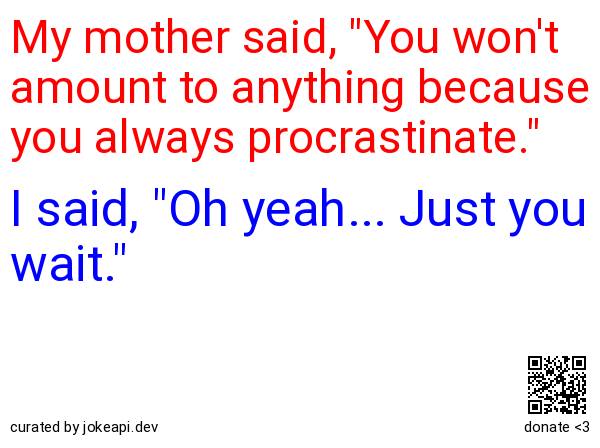 My mother said, "You won't
amount to anything because
you always procrastinate."
I said, "Oh yeah... Just you
wait."
curated by jokeapi.dev
donate <3